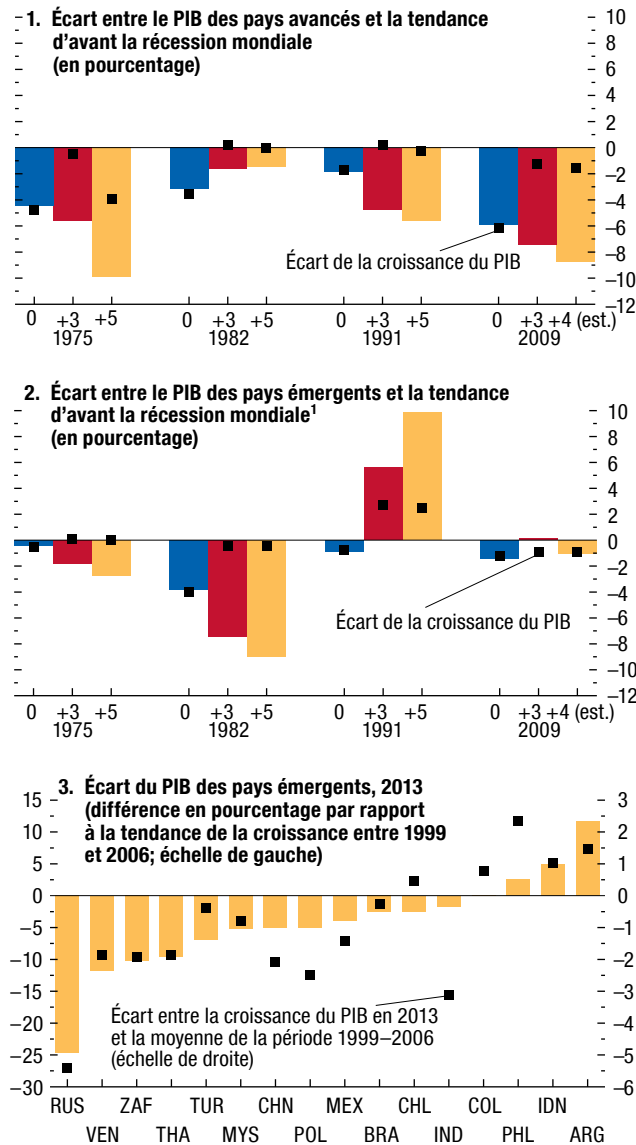 1. Écart entre le PIB des pays avancés et la tendance
d'avant la récession mondiale
(en pourcentage)
10
8
6
4
2
0
–2
–4
–6
–8
–10
–12
Écart de la croissance du PIB
0 +3 +5 0 +3 +5 0 +3 +5 0 +3 +4 (est.)
1975 1982 1991 2009
2. Écart entre le PIB des pays émergents et la tendance
d'avant la récession mondiale¹
(en pourcentage)
10
8
6
4
2
0
–2
–4
–6
–8
–10
–12
Écart de la croissance du PIB
0 +3 +5 0 +3 +5 0 +3 +5 0 +3 +4 (est.)
1975 1982 1991 2009
3. Écart du PIB des pays émergents, 2013
(différence en pourcentage par rapport
à la tendance de la croissance entre 1999
et 2006; échelle de gauche)
15
10
5
0
–5
–10
–15
–20
–25
–30
3
2
1
0
–1
–2
–3
–4
–5
–6
Écart entre la croissance du PIB en 2013
et la moyenne de la période 1999–2006
(échelle de droite)
RUS ZAF TUR CHN MEX CHL COL IDN
VEN THA MYS POL BRA IND PHL ARG